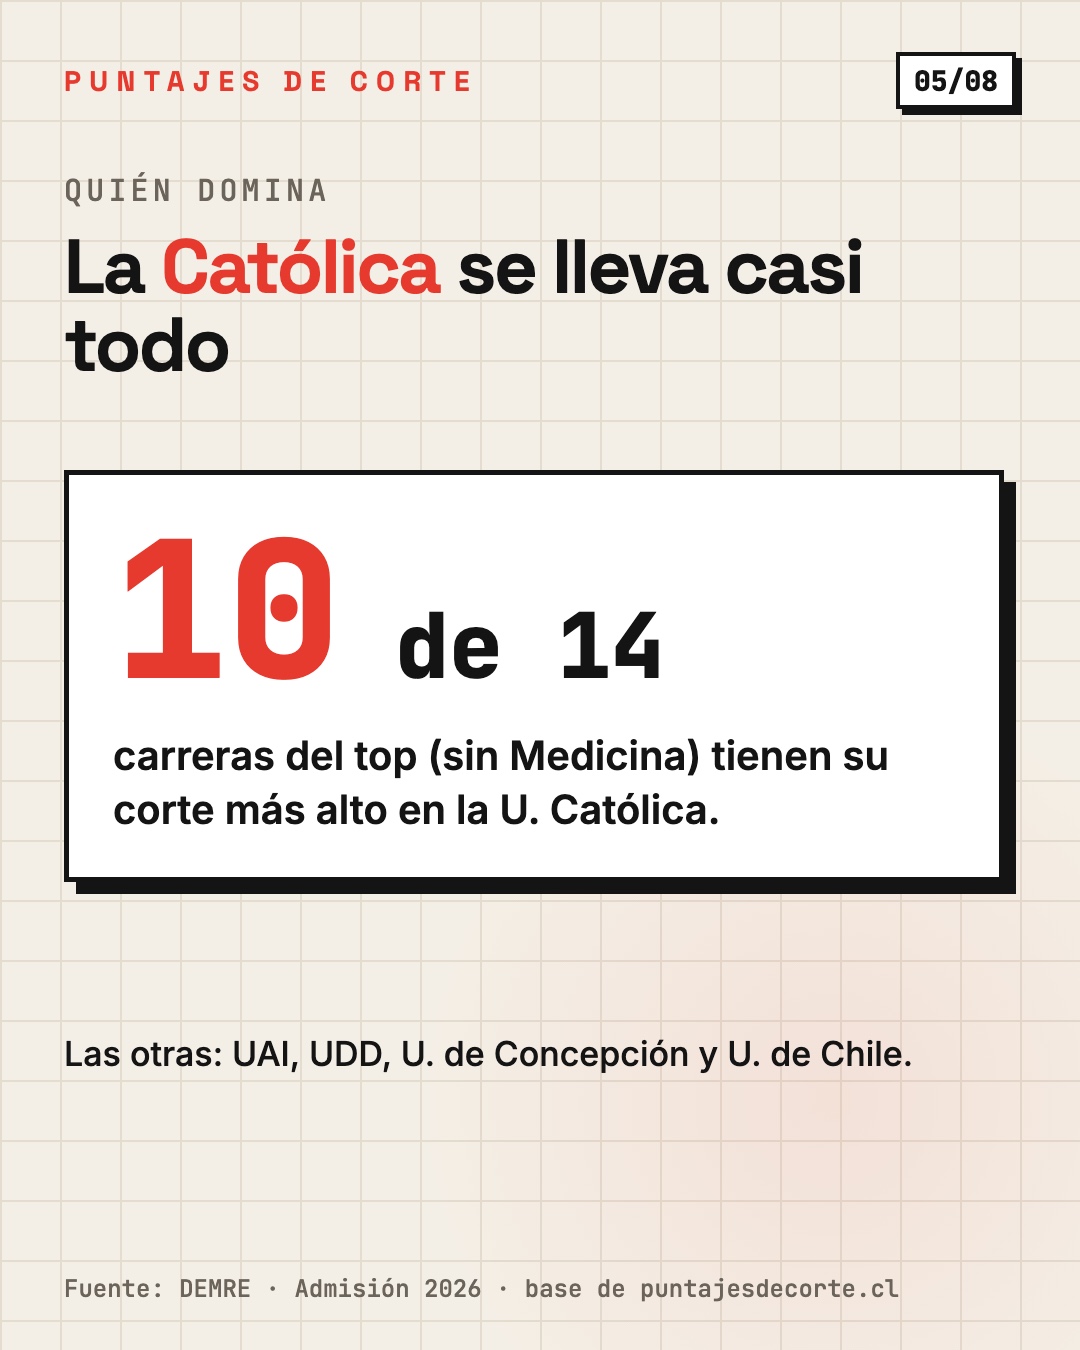 PUNTAJES DE CORTE
05/08
QUIÉN DOMINA
La Católica se lleva casi
todo
10 de 14
carreras del top (sin Medicina) tienen su
corte más alto en la U. Católica.
Las otras: UAI, UDD, U. de Concepción y U. de Chile.
Fuente: DEMRE · Admisión 2026 · base de puntajesdecorte.cl